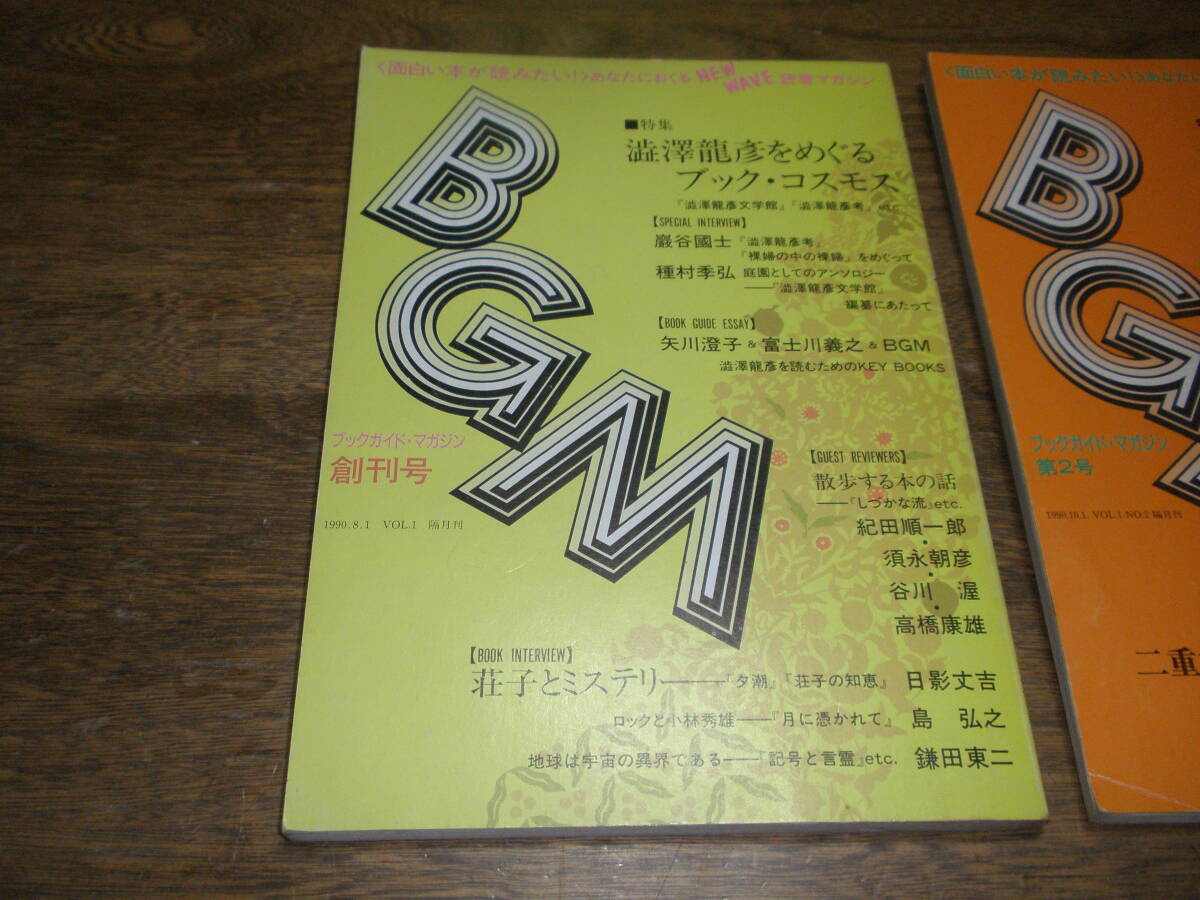 〈面白い本が読みたい!〉あなたにおくる NEW WAVE 読書マガジン
BGM
■特集
澁澤龍彦をめぐる
ブック・コスモス
『澁澤龍彦文学館』『澁澤龍彦考』etc.
【SPECIAL INTERVIEW】
巖谷國士『澁澤龍彦考』
『裸婦の中の裸婦』をめぐって
種村季弘 庭園としてのアンソロジー
――『澁澤龍彦文学館』
編纂にあたって
【BOOK GUIDE ESSAY】
矢川澄子 & 富士川義之 & BGM
澁澤龍彦を読むためのKEY BOOKS
ブックガイド・マガジン
創刊号
1990.8.1 VOL.1 隔月刊
【GUEST REVIEWERS】
散歩する本の話
――『しづかな流』etc.
紀田順一郎
・
須永朝彦
・
谷川 渥
・
高橋康雄
【BOOK INTERVIEW】
荘子とミステリー――『夕潮』『荘子の知恵』 日影丈吉
ロックと小林秀雄――『月に憑かれて』 島 弘之
地球は宇宙の異界である――『記号と言霊』etc. 鎌田東二
〈面白い本が読みたい!〉あなたに
BG
ブックガイド・マガジン
第2号
1990.10.1. VOL.1-NO.2 隔月刊
二重